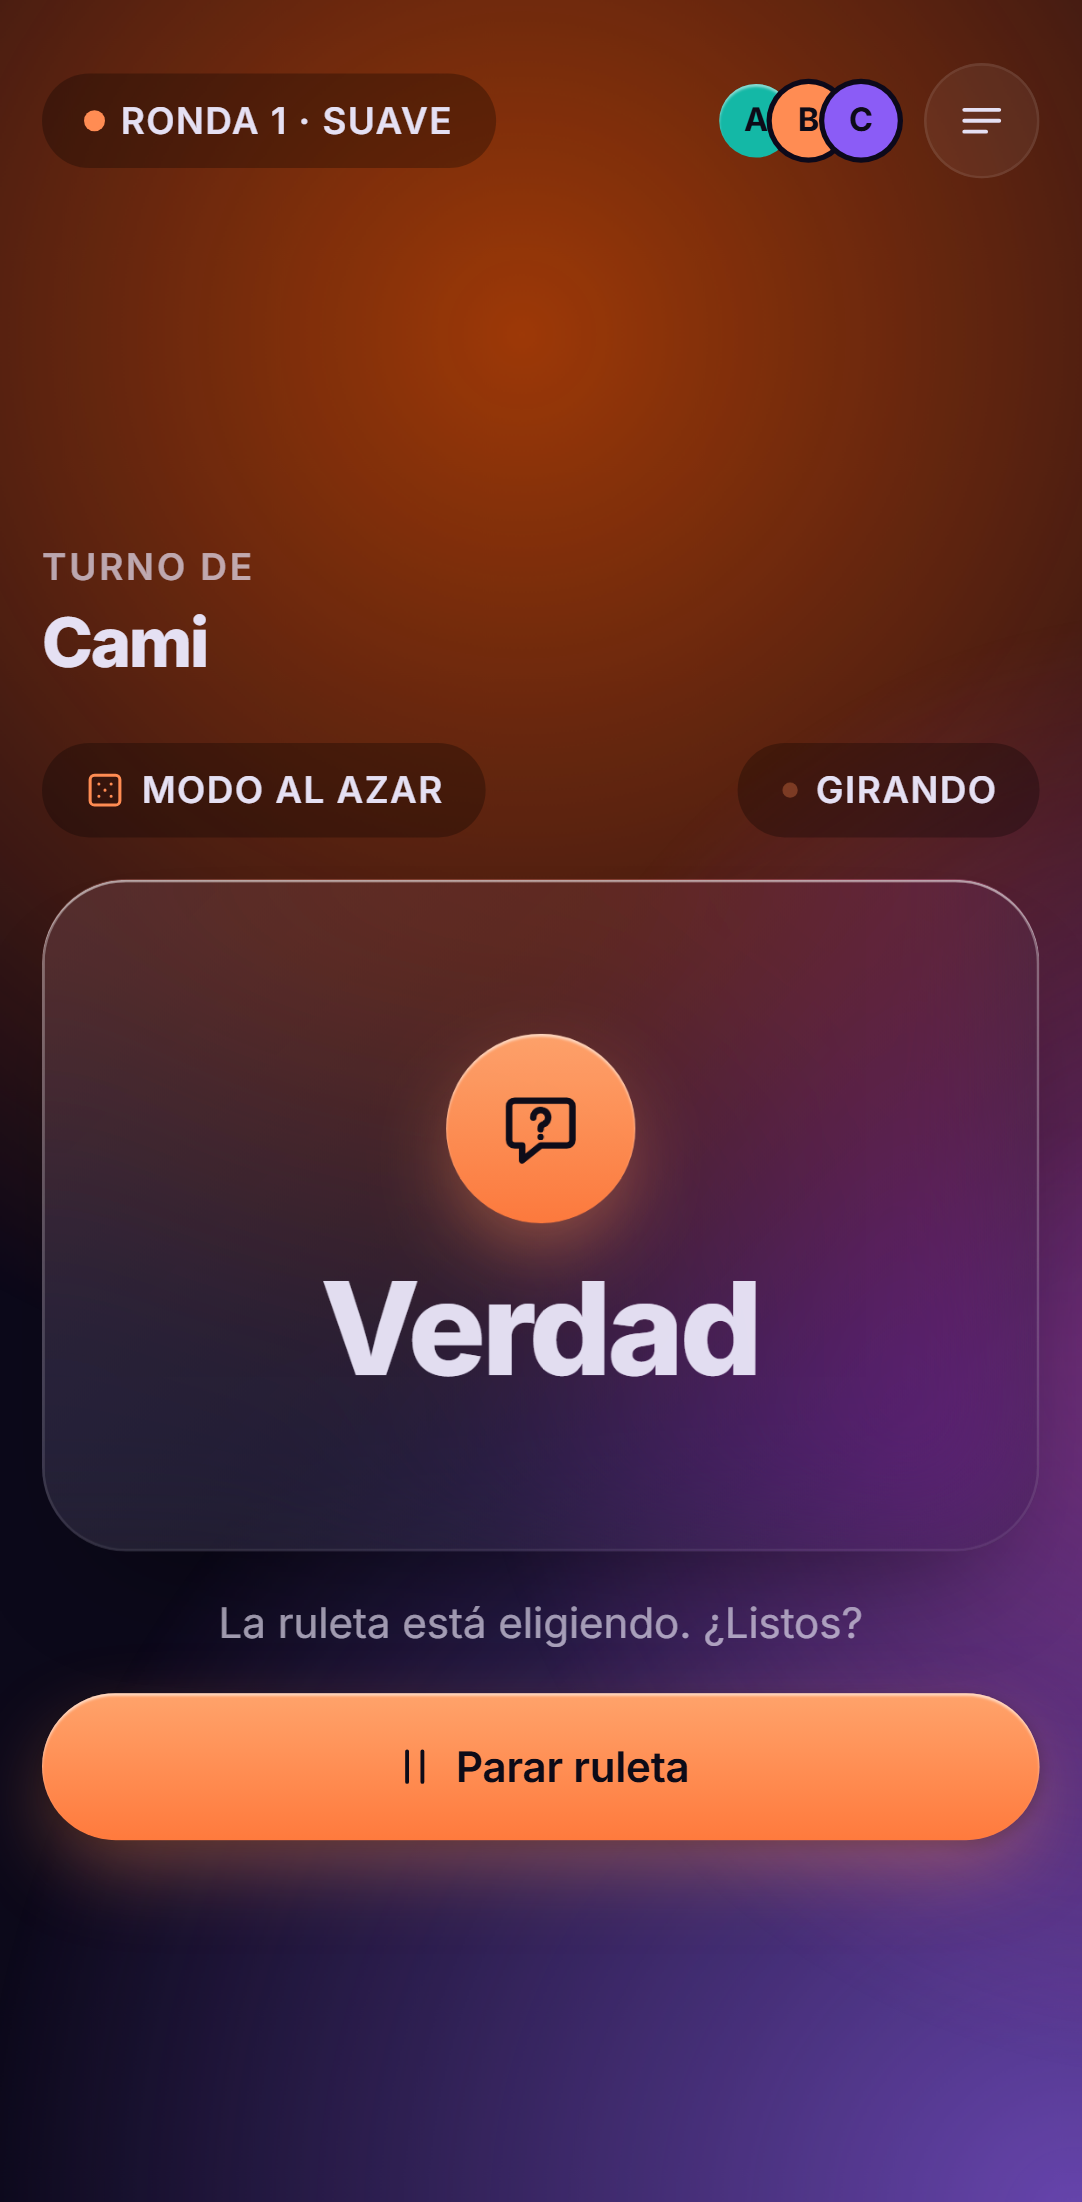 RONDA 1 · SUAVE
A B C
TURNO DE
Cami
MODO AL AZAR
GIRANDO
?
Verdad
La ruleta está eligiendo. ¿Listos?
Parar ruleta